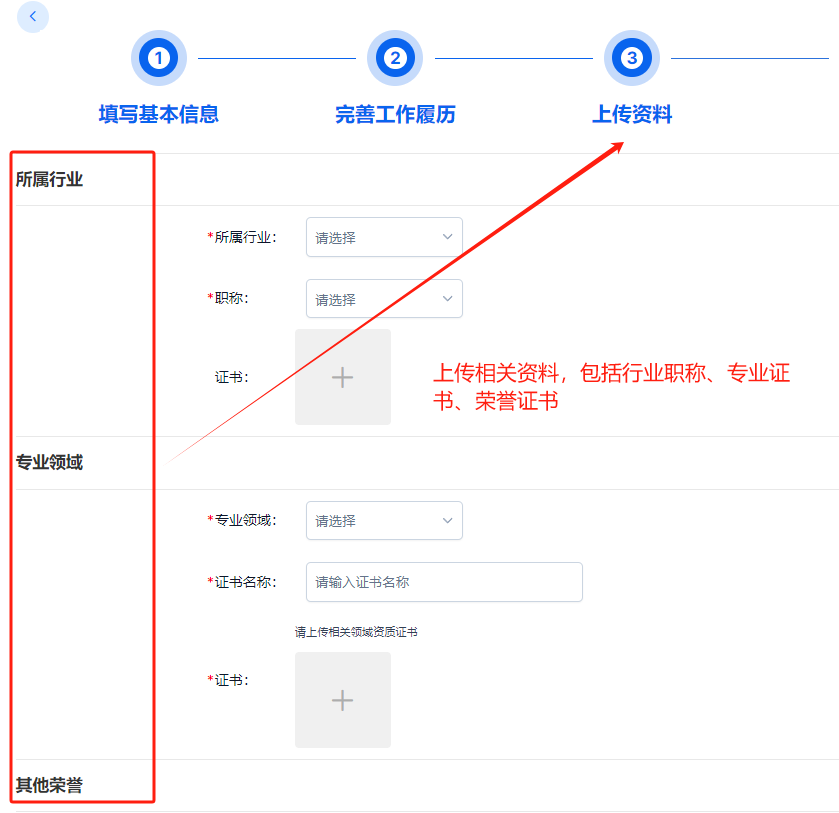 1
2
3
填写基本信息
完善工作履历
上传资料
所属行业
*所属行业：
请选择
*职称：
请选择
证书：
上传相关资料，包括行业职称、专业证
书、荣誉证书
专业领域
*专业领域：
请选择
*证书名称：
请输入证书名称
请上传相关领域资质证书
*证书：
其他荣誉